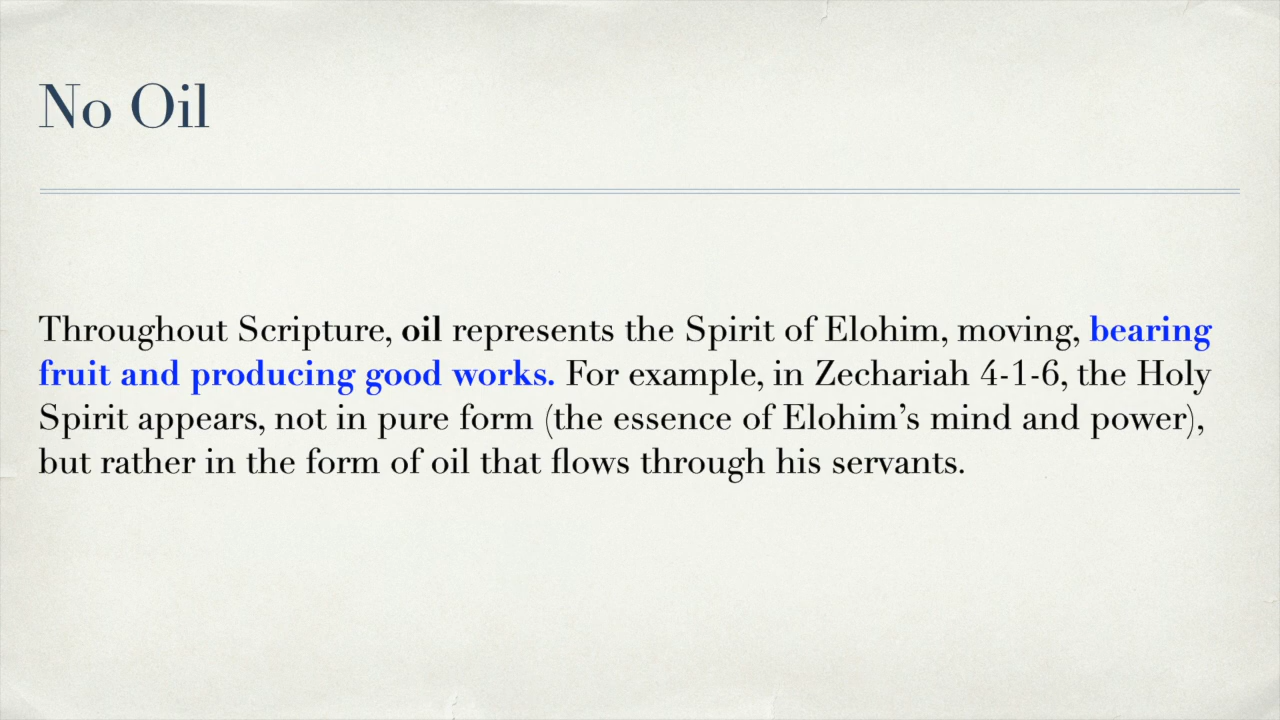 No Oil
Throughout Scripture, oil represents the Spirit of Elohim, moving, bearing
fruit and producing good works. For example, in Zechariah 4-1-6, the Holy
Spirit appears, not in pure form (the essence of Elohim’s mind and power),
but rather in the form of oil that flows through his servants.